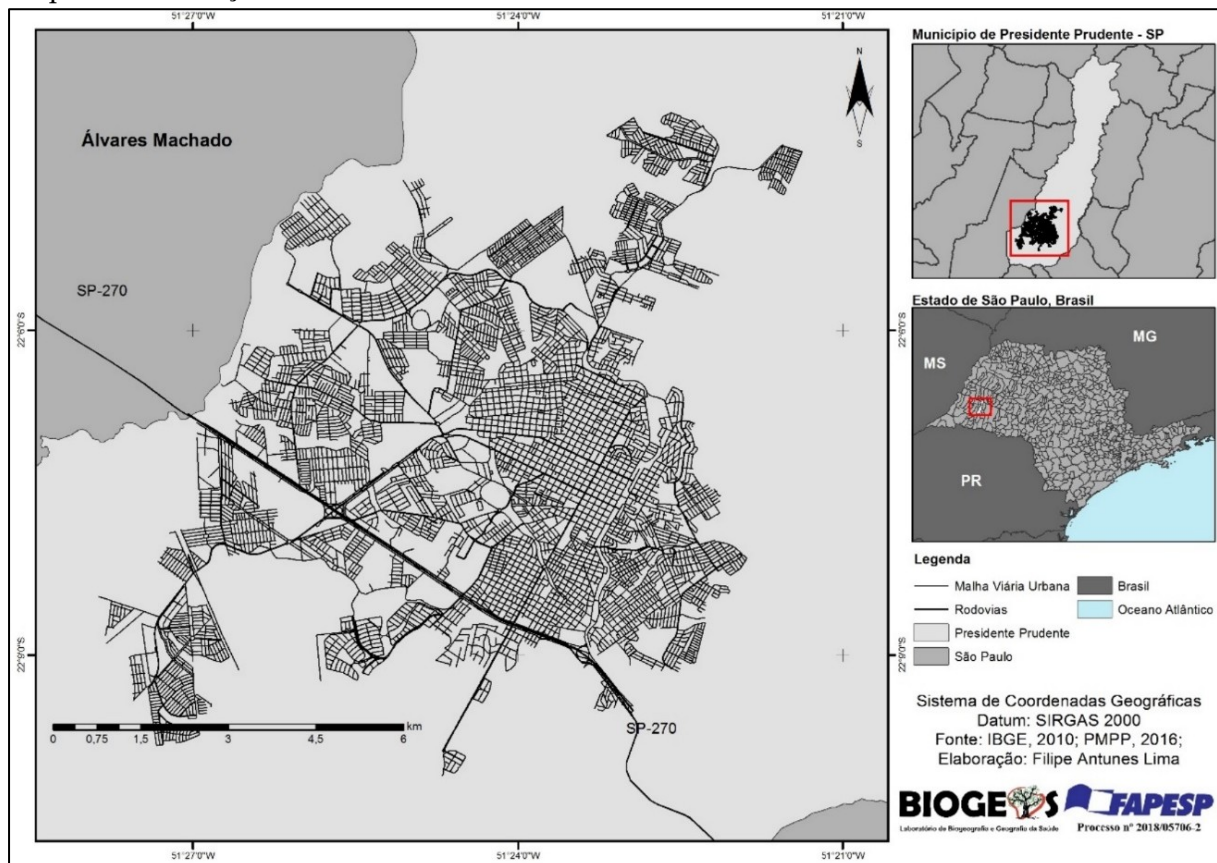 51°27'0"W
51°24'0"W
51°21'0"W
Álvares Machado
N
S
SP-270
22°6'0"S
22°6'0"S
22°9'0"S
22°9'0"S
km
0 0,75 1,5 3 4,5 6
SP-270
51°27'0"W
51°24'0"W
51°21'0"W
Município de Presidente Prudente - SP
Estado de São Paulo, Brasil
MG
MS
PR
Legenda
Malha Viária Urbana
Brasil
Rodovias
Oceano Atlântico
Presidente Prudente
São Paulo
Sistema de Coordenadas Geográficas
Datum: SIRGAS 2000
Fonte: IBGE, 2010; PMPP, 2016;
Elaboração: Filipe Antunes Lima
BIOGEOS
Laboratório de Biogeografia e Geografia da Saúde
FAPESP
Processo nº 2018/05706-2